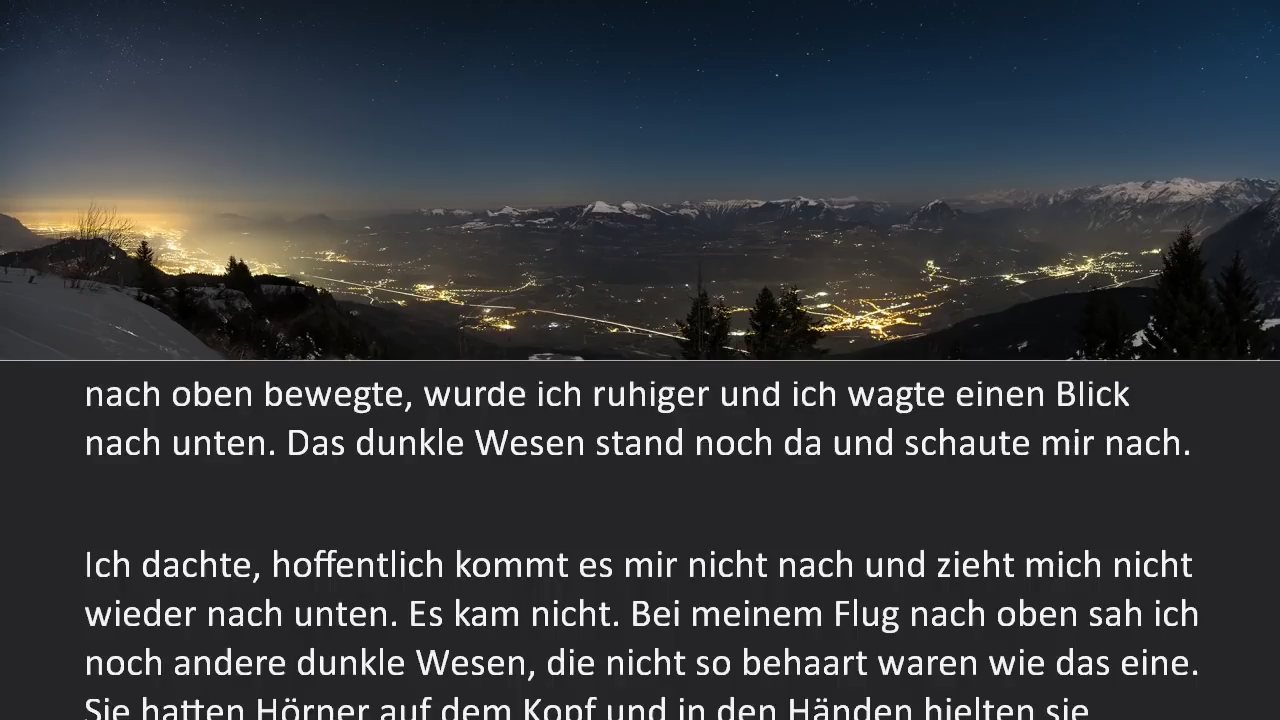 nach oben bewegte, wurde ich ruhiger und ich wagte einen Blick
nach unten. Das dunkle Wesen stand noch da und schaute mir nach.
Ich dachte, hoffentlich kommt es mir nicht nach und zieht mich nicht
wieder nach unten. Es kam nicht. Bei meinem Flug nach oben sah ich
noch andere dunkle Wesen, die nicht so behaart waren wie das eine.
Sie hatten Hörner auf dem Kopf und in den Händen hielten sie